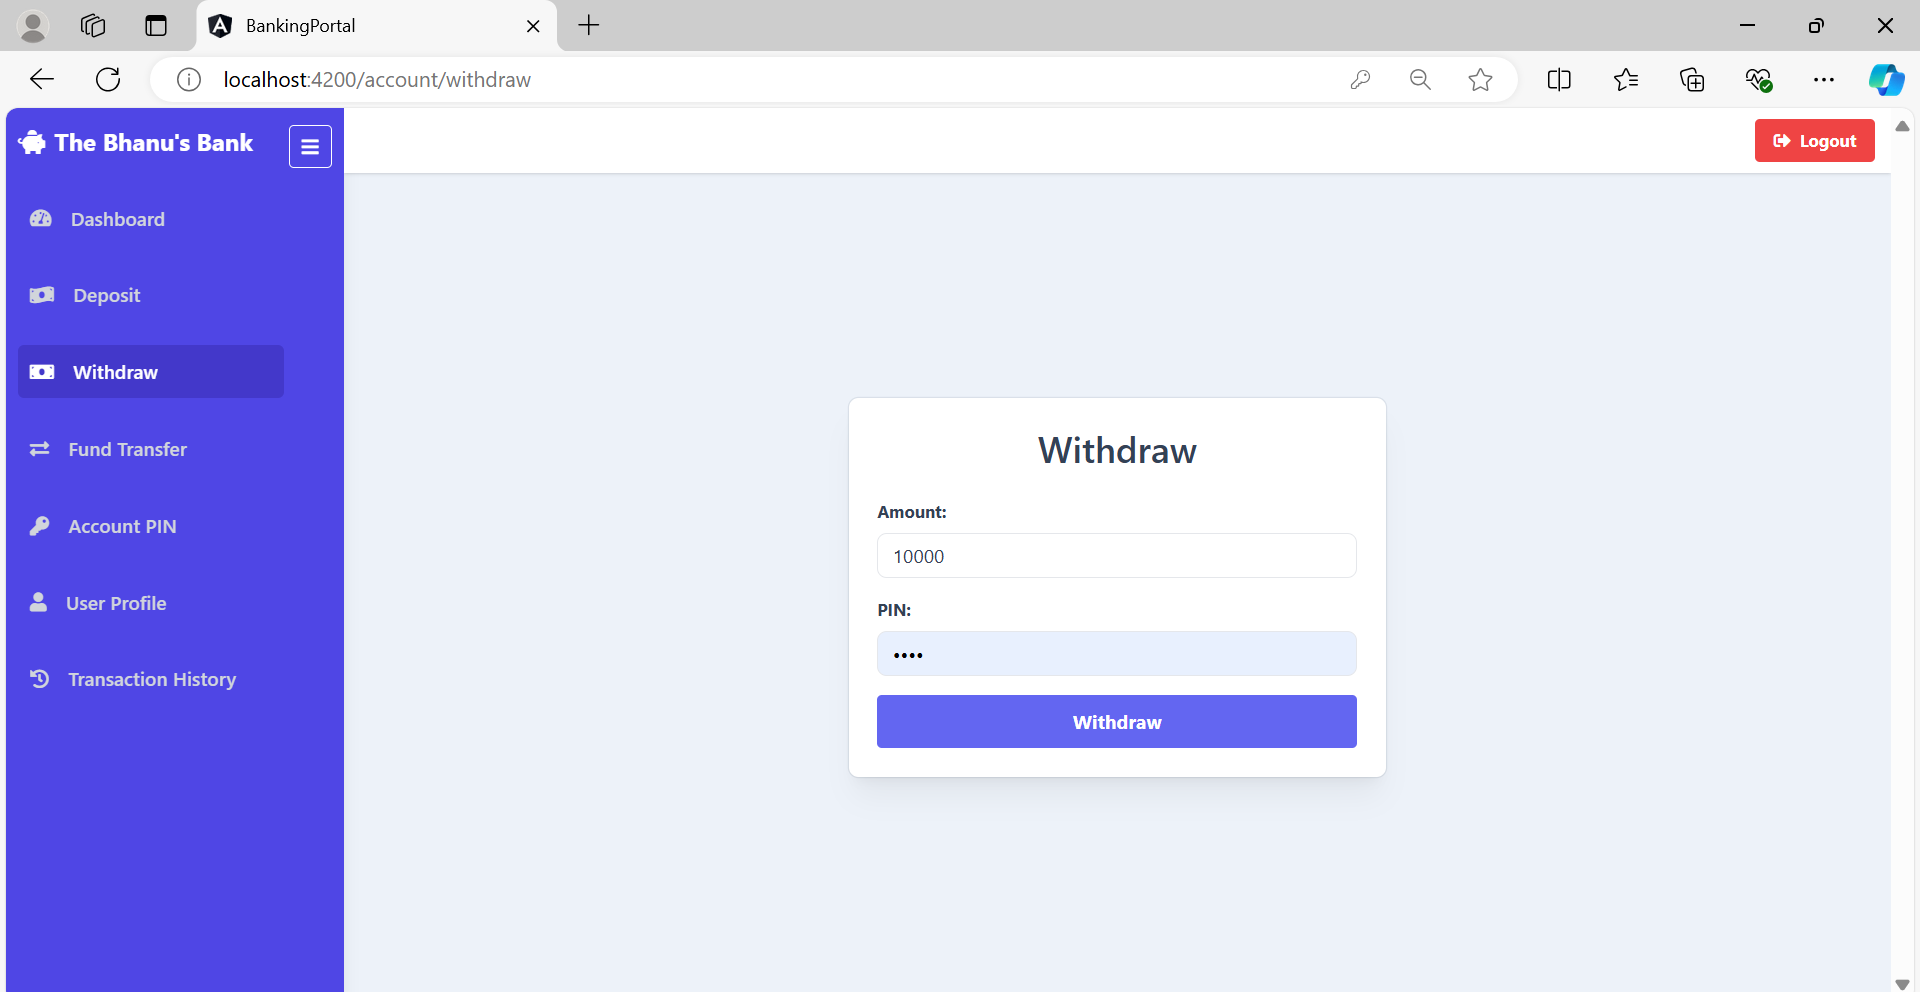 BankingPortal
localhost:4200/account/withdraw
The Bhanu's Bank
Logout
Dashboard
Deposit
Withdraw
Fund Transfer
Account PIN
User Profile
Transaction History
Withdraw
Amount:
10000
PIN:
••••
Withdraw